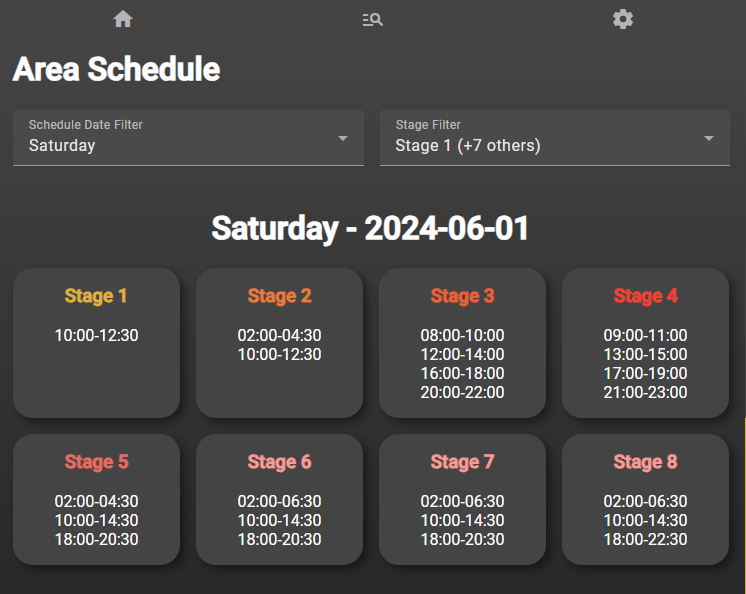 Area Schedule
Schedule Date Filter
Saturday
Stage Filter
Stage 1 (+7 others)
Saturday - 2024-06-01
Stage 1
10:00-12:30
Stage 2
02:00-04:30
10:00-12:30
Stage 3
08:00-10:00
12:00-14:00
16:00-18:00
20:00-22:00
Stage 4
09:00-11:00
13:00-15:00
17:00-19:00
21:00-23:00
Stage 5
02:00-04:30
10:00-14:30
18:00-20:30
Stage 6
02:00-06:30
10:00-14:30
18:00-20:30
Stage 7
02:00-06:30
10:00-14:30
18:00-20:30
Stage 8
02:00-06:30
10:00-14:30
18:00-22:30